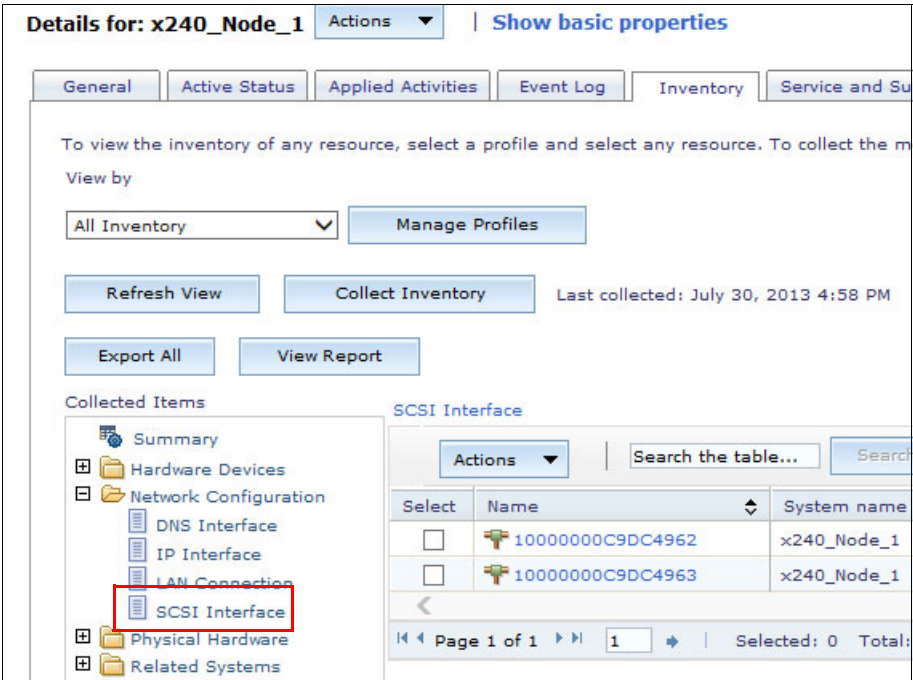 Details for: x240_Node_1 Actions | Show basic properties
General Active Status Applied Activities Event Log Inventory Service and Su
To view the inventory of any resource, select a profile and select any resource. To collect the m
View by
All Inventory Manage Profiles
Refresh View Collect Inventory Last collected: July 30, 2013 4:58 PM
Export All View Report
Collected Items
Summary
Hardware Devices
Network Configuration
DNS Interface
IP Interface
LAN Connection
SCSI Interface
Physical Hardware
Related Systems
SCSI Interface
Actions | Search the table... Search
Select Name System name
10000000C9DC4962 x240_Node_1
10000000C9DC4963 x240_Node_1
Page 1 of 1 1 | Selected: 0 Total: